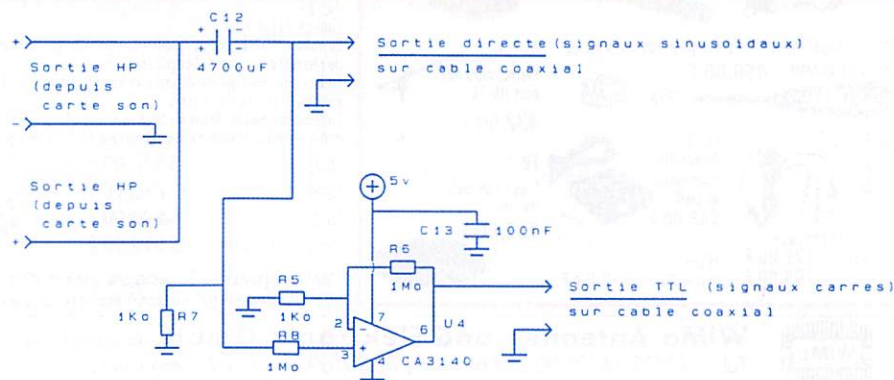 C12
+ -
+ -
+
4700uF
Sortie directe (signaux sinusoidaux)
sur cable coaxial
Sortie HP
(depuis
carte son)
-
Sortie HP
(depuis
carte son)
+
5v
C13
100nF
R6
1Mo
R5
1Ko
R7
1Ko
R8
1Mo
2
-
+
3
7
6
4
U4
CA3140
Sortie TTL (signaux carres)
sur cable coaxial